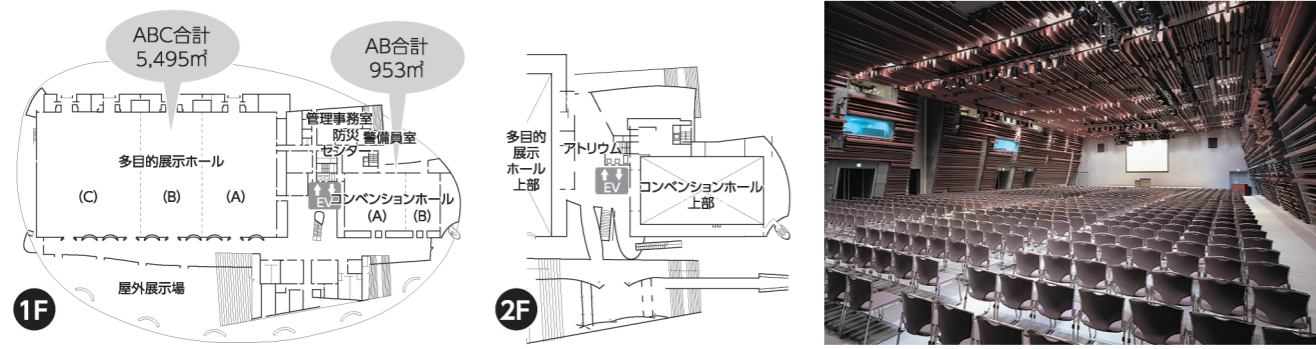 ABC合計
5,495㎡
AB合計
953㎡
管理事務室
防災
センター
警備員室
多目的展示ホール
(C)
(B)
(A)
EV
コンベンションホール
(A)
(B)
屋外展示場
1F
多目的
展示
ホール
上部
アトリウム
EV
コンベンションホール
上部
2F